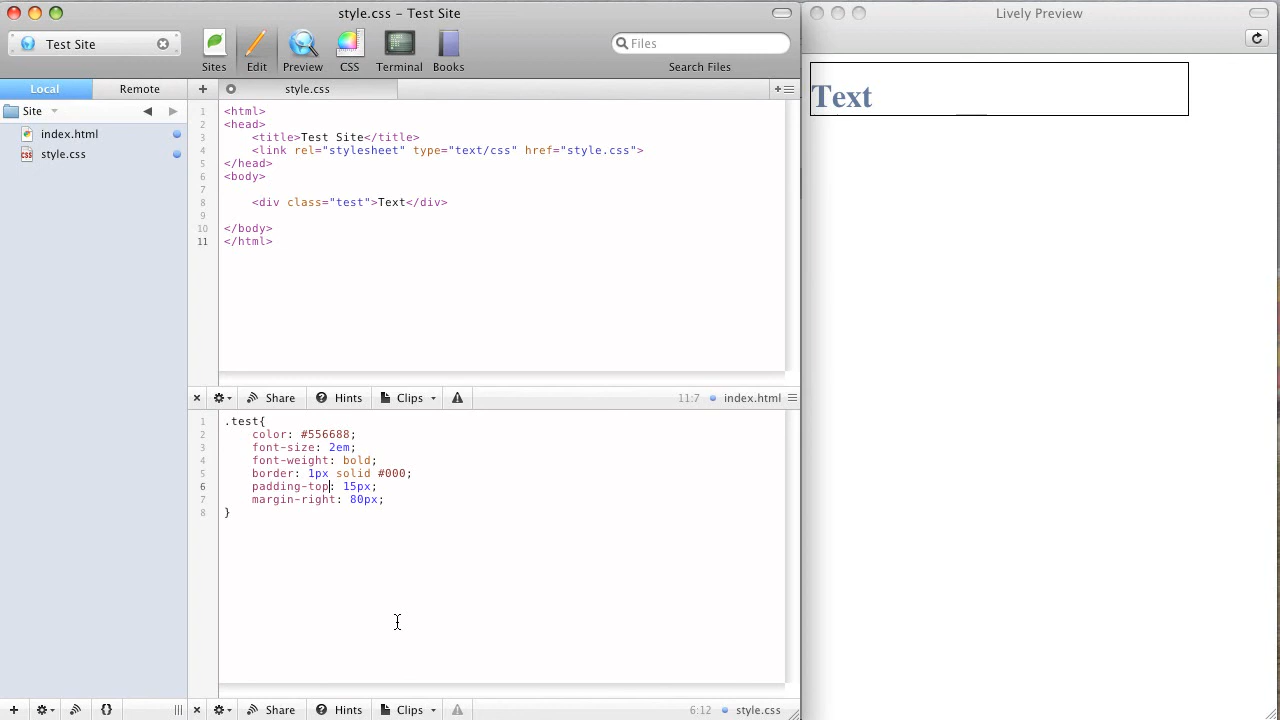 style.css – Test Site
Lively Preview
Test Site
Sites
Edit
Preview
CSS
Terminal
Books
Files
Search Files
Local
Remote
style.css
Site
index.html
css
style.css
1 <html>
2 <head>
3 <title>Test Site</title>
4 <link rel="stylesheet" type="text/css" href="style.css">
5 </head>
6 <body>
7
8 <div class="test">Text</div>
9
10 </body>
11 </html>
Text
Share
Hints
Clips
11:7
index.html
1 .test{
2 color: #556688;
3 font-size: 2em;
4 font-weight: bold;
5 border: 1px solid #000;
6 padding-top: 15px;
7 margin-right: 80px;
8 }
Share
Hints
Clips
6:12
style.css